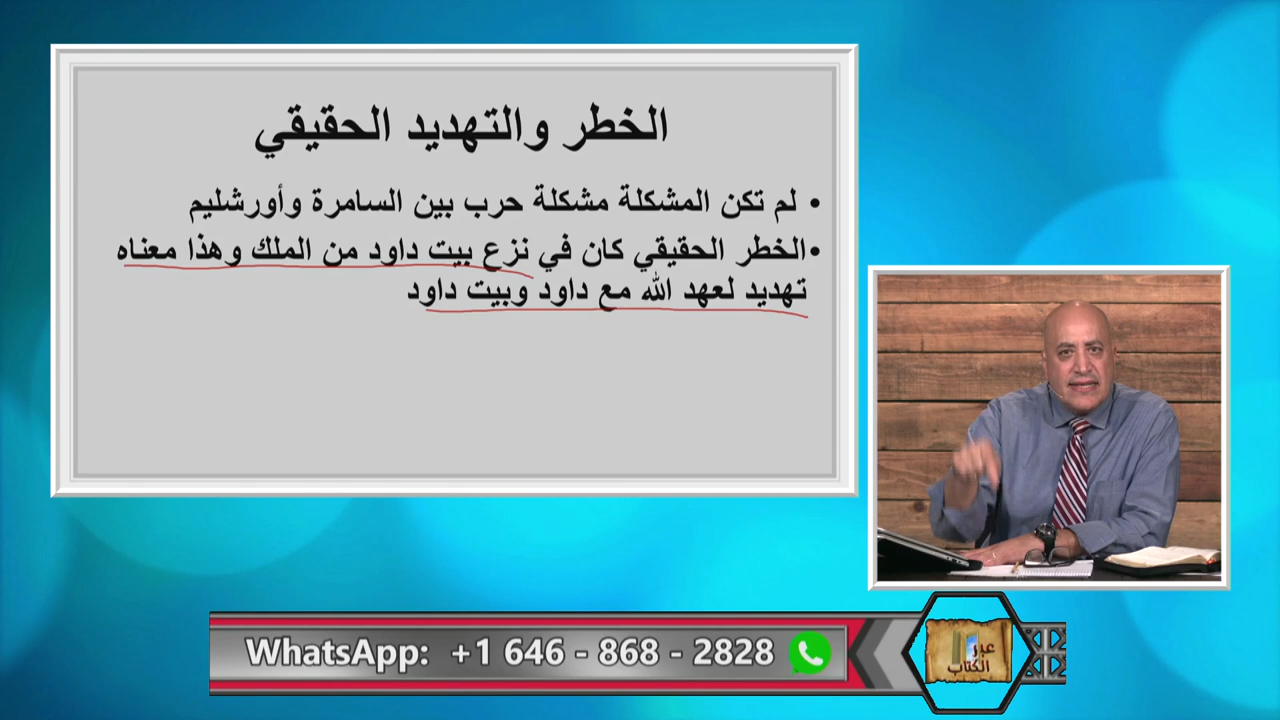 الخطر والتهديد الحقيقي
• لم تكن المشكلة مشكلة حرب بين السامرة وأورشليم
•الخطر الحقيقي كان في نزع بيت داود من الملك وهذا معناه
تهديد لعهد الله مع داود وبيت داود
WhatsApp: +1 646 - 868 - 2828
عبر
الكتاب